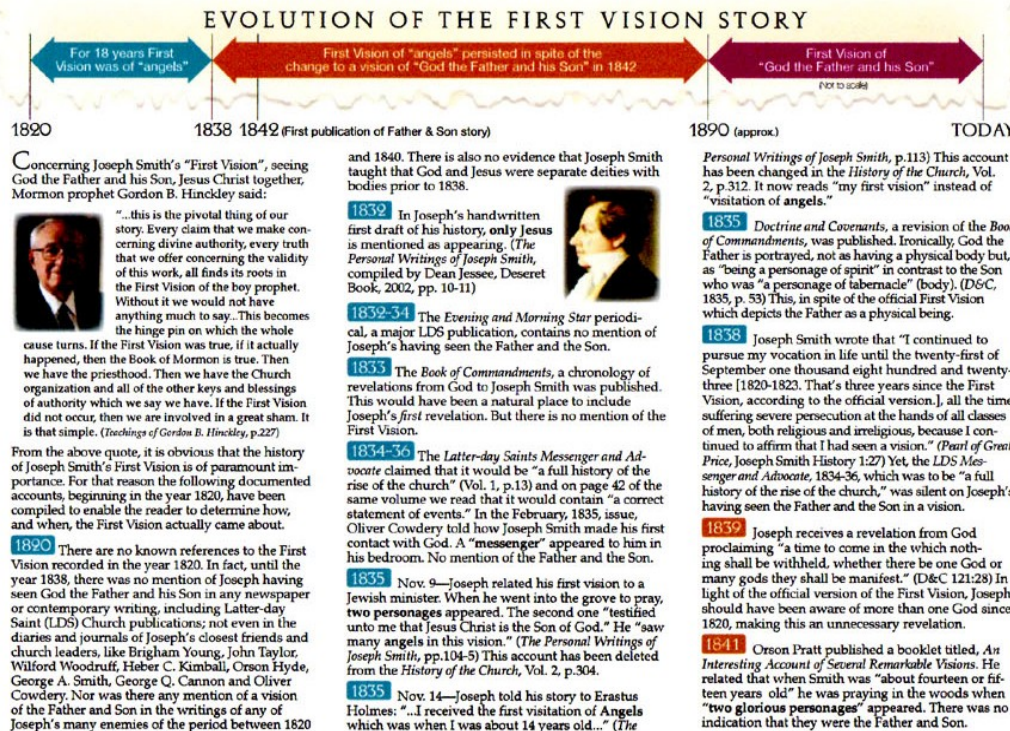 EVOLUTION OF THE FIRST VISION STORY
For 18 years First
Vision was of "angels"
First Vision of "angels" persisted in spite of the
change to a vision of "God the Father and his Son" in 1842
First Vision of
"God the Father and his Son"
(Not to scale)
1820
1838 1842 (First publication of Father & Son story)
1890 (approx.)
TODAY
Concerning Joseph Smith's "First Vision", seeing
God the Father and his Son, Jesus Christ together,
Mormon prophet Gordon B. Hinckley said:
"...this is the pivotal thing of our
story. Every claim that we make con-
cerning divine authority, every truth
that we offer concerning the validity
of this work, all finds its roots in
the First Vision of the boy prophet.
Without it we would not have
anything much to say...This becomes
the hinge pin on which the whole
cause turns. If the First Vision was true, if it actually
happened, then the Book of Mormon is true. Then
we have the priesthood. Then we have the Church
organization and all of the other keys and blessings
of authority which we say we have. If the First Vision
did not occur, then we are involved in a great sham. It
is that simple. (Teachings of Gordon B. Hinckley, p.227)
From the above quote, it is obvious that the history
of Joseph Smith's First Vision is of paramount im-
portance. For that reason the following documented
accounts, beginning in the year 1820, have been
compiled to enable the reader to determine how,
and when, the First Vision actually came about.
1820 There are no known references to the First
Vision recorded in the year 1820. In fact, until the
year 1838, there was no mention of Joseph having
seen God the Father and his Son in any newspaper
or contemporary writing, including Latter-day
Saint (LDS) Church publications; not even in the
diaries and journals of Joseph's closest friends and
church leaders, like Brigham Young, John Taylor,
Wilford Woodruff, Heber C. Kimball, Orson Hyde,
George A. Smith, George Q. Cannon and Oliver
Cowdery. Nor was there any mention of a vision
of the Father and Son in the writings of any of
Joseph's many enemies of the period between 1820
and 1840. There is also no evidence that Joseph Smith
taught that God and Jesus were separate deities with
bodies prior to 1838.
1832 In Joseph's handwritten
first draft of his history, only Jesus
is mentioned as appearing. (The
Personal Writings of Joseph Smith,
compiled by Dean Jessee, Deseret
Book, 2002, pp. 10-11)
1832-34 The Evening and Morning Star periodi-
cal, a major LDS publication, contains no mention of
Joseph's having seen the Father and the Son.
1833 The Book of Commandments, a chronology of
revelations from God to Joseph Smith was published.
This would have been a natural place to include
Joseph's first revelation. But there is no mention of the
First Vision.
1834-36 The Latter-day Saints Messenger and Ad-
vocate claimed that it would be "a full history of the
rise of the church" (Vol. 1, p.13) and on page 42 of the
same volume we read that it would contain "a correct
statement of events." In the February, 1835, issue,
Oliver Cowdery told how Joseph Smith made his first
contact with God. A "messenger" appeared to him in
his bedroom. No mention of the Father and the Son.
1835 Nov. 9—Joseph related his first vision to a
Jewish minister. When he went into the grove to pray,
two personages appeared. The second one "testified
unto me that Jesus Christ is the Son of God." He "saw
many angels in this vision." (The Personal Writings of
Joseph Smith, pp.104-5) This account has been deleted
from the History of the Church, Vol. 2, p.304.
1835 Nov. 14—Joseph told his story to Erastus
Holmes: "...I received the first visitation of Angels
which was when I was about 14 years old..." (The
Personal Writings of Joseph Smith, p.113) This account
has been changed in the History of the Church, Vol.
2, p.312. It now reads "my first vision" instead of
"visitation of angels."
1835 Doctrine and Covenants, a revision of the Book
of Commandments, was published. Ironically, God the
Father is portrayed, not as having a physical body but,
as "being a personage of spirit" in contrast to the Son
who was "a personage of tabernacle" (body). (D&C,
1835, p. 53) This, in spite of the official First Vision
which depicts the Father as a physical being.
1838 Joseph Smith wrote that "I continued to
pursue my vocation in life until the twenty-first of
September one thousand eight hundred and twenty-
three [1820-1823. That's three years since the First
Vision, according to the official version.], all the time
suffering severe persecution at the hands of all classes
of men, both religious and irreligious, because I con-
tinued to affirm that I had seen a vision." (Pearl of Great
Price, Joseph Smith History 1:27) Yet, the LDS Mes-
senger and Advocate, 1834-36, which was to be "a full
history of the rise of the church," was silent on Joseph's
having seen the Father and the Son in a vision.
1839 Joseph receives a revelation from God
proclaiming "a time to come in the which noth-
ing shall be withheld, whether there be one God or
many gods they shall be manifest." (D&C 121:28) In
light of the official version of the First Vision, Joseph
should have been aware of more than one God since
1820, making this an unnecessary revelation.
1841 Orson Pratt published a booklet titled, An
Interesting Account of Several Remarkable Visions. He
related that when Smith was "about fourteen or fif-
teen years old" he was praying in the woods when
"two glorious personages" appeared. There was no
indication that they were the Father and Son.